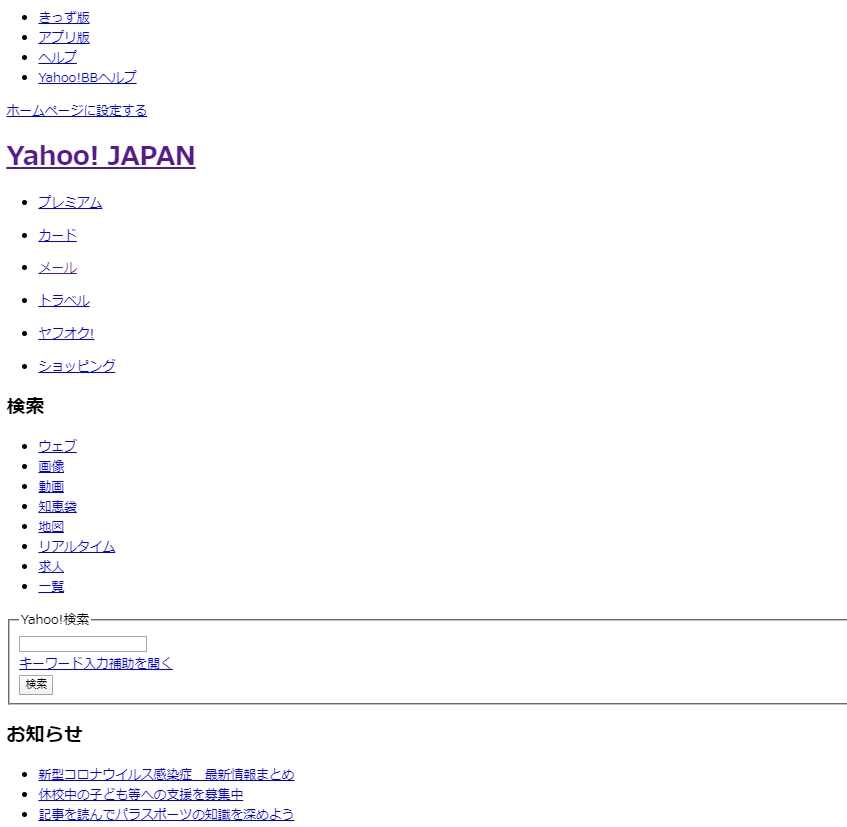 きっず版
アプリ版
ヘルプ
Yahoo!BBヘルプ
ホームページに設定する
Yahoo! JAPAN
プレミアム
カード
メール
トラベル
ヤフオク!
ショッピング
検索
ウェブ
画像
動画
知恵袋
地図
リアルタイム
求人
一覧
Yahoo!検索
キーワード入力補助を開く
検索
お知らせ
新型コロナウイルス感染症　最新情報まとめ
休校中の子ども等への支援を募集中
記事を読んでパラスポーツの知識を深めよう